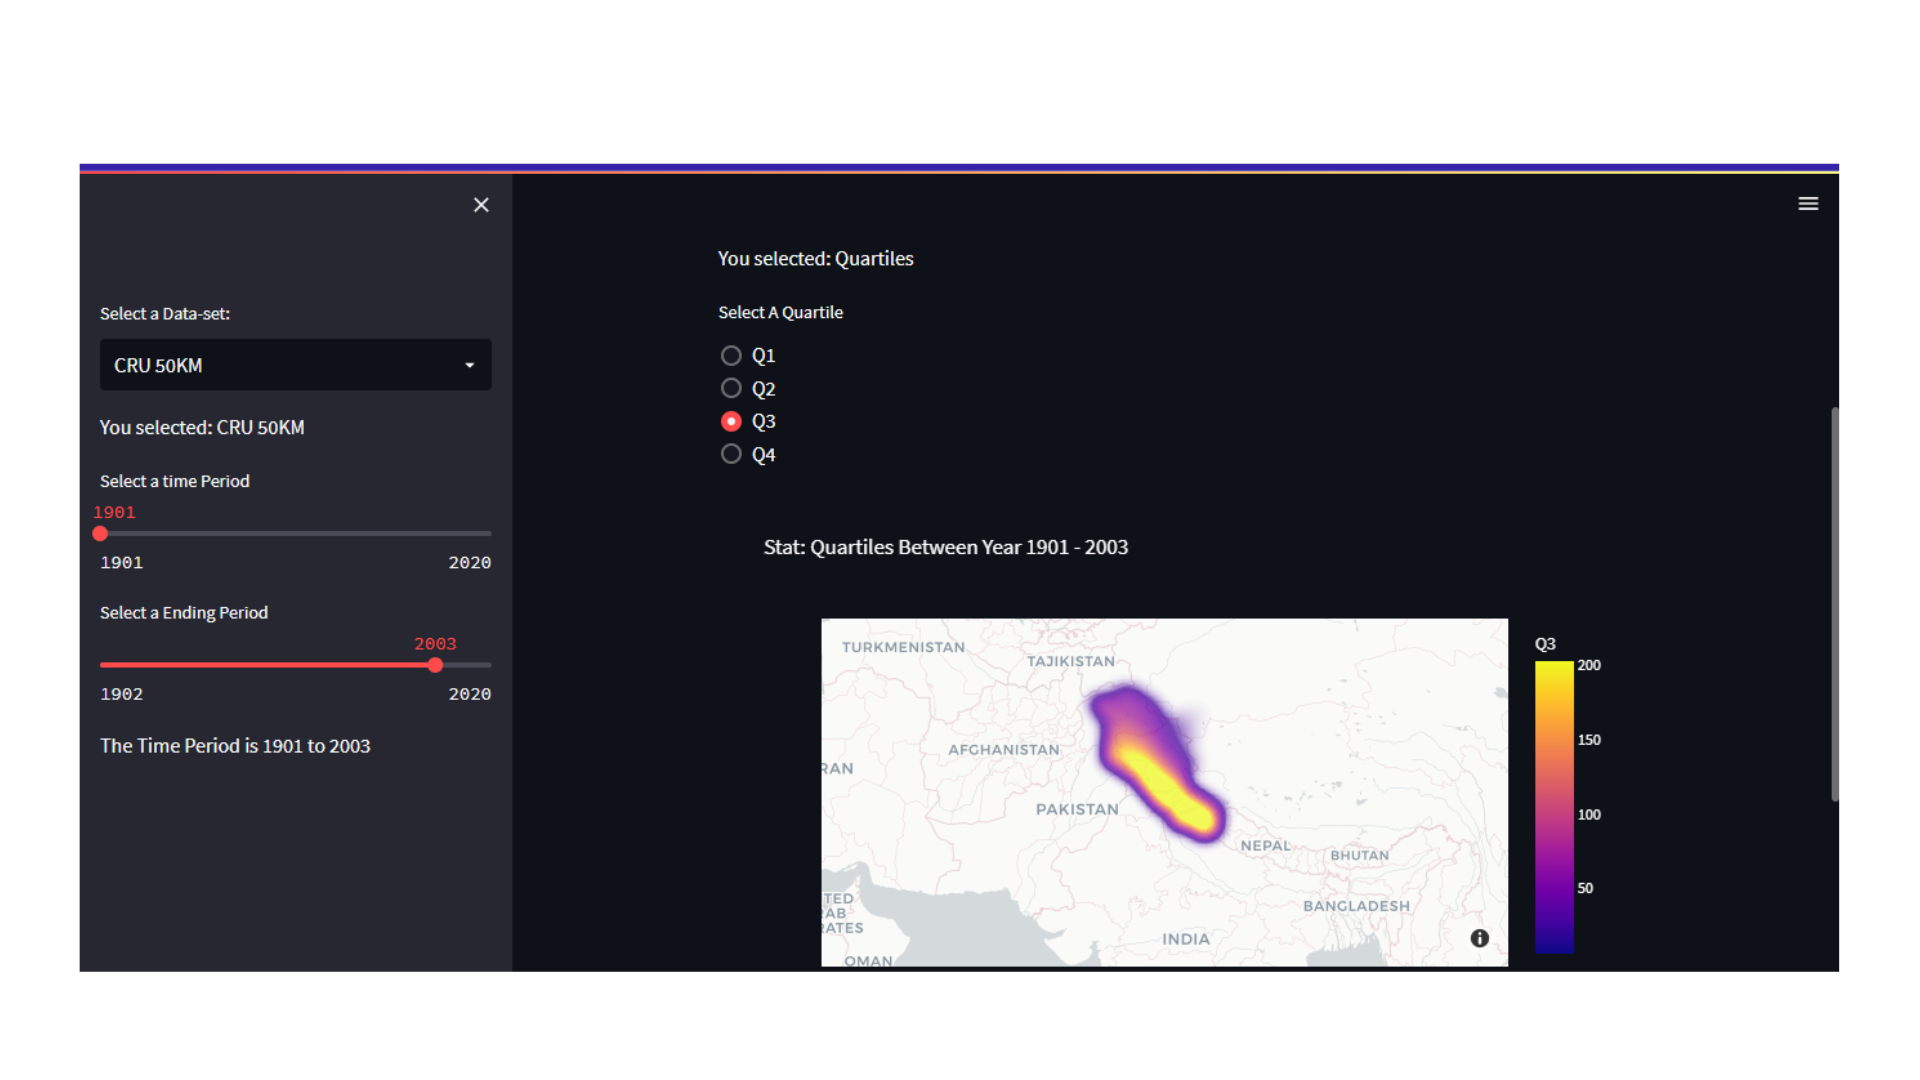 Select a Data-set:
CRU 50KM
You selected: CRU 50KM
Select a time Period
1901
1901 2020
Select a Ending Period
2003
1902 2020
The Time Period is 1901 to 2003
You selected: Quartiles
Select A Quartile
Q1
Q2
Q3
Q4
Stat: Quartiles Between Year 1901 - 2003
TURKMENISTAN
TAJIKISTAN
AFGHANISTAN
RAN
PAKISTAN
NEPAL
BHUTAN
TED
RAB
RATES
BANGLADESH
INDIA
OMAN
Q3
200
150
100
50